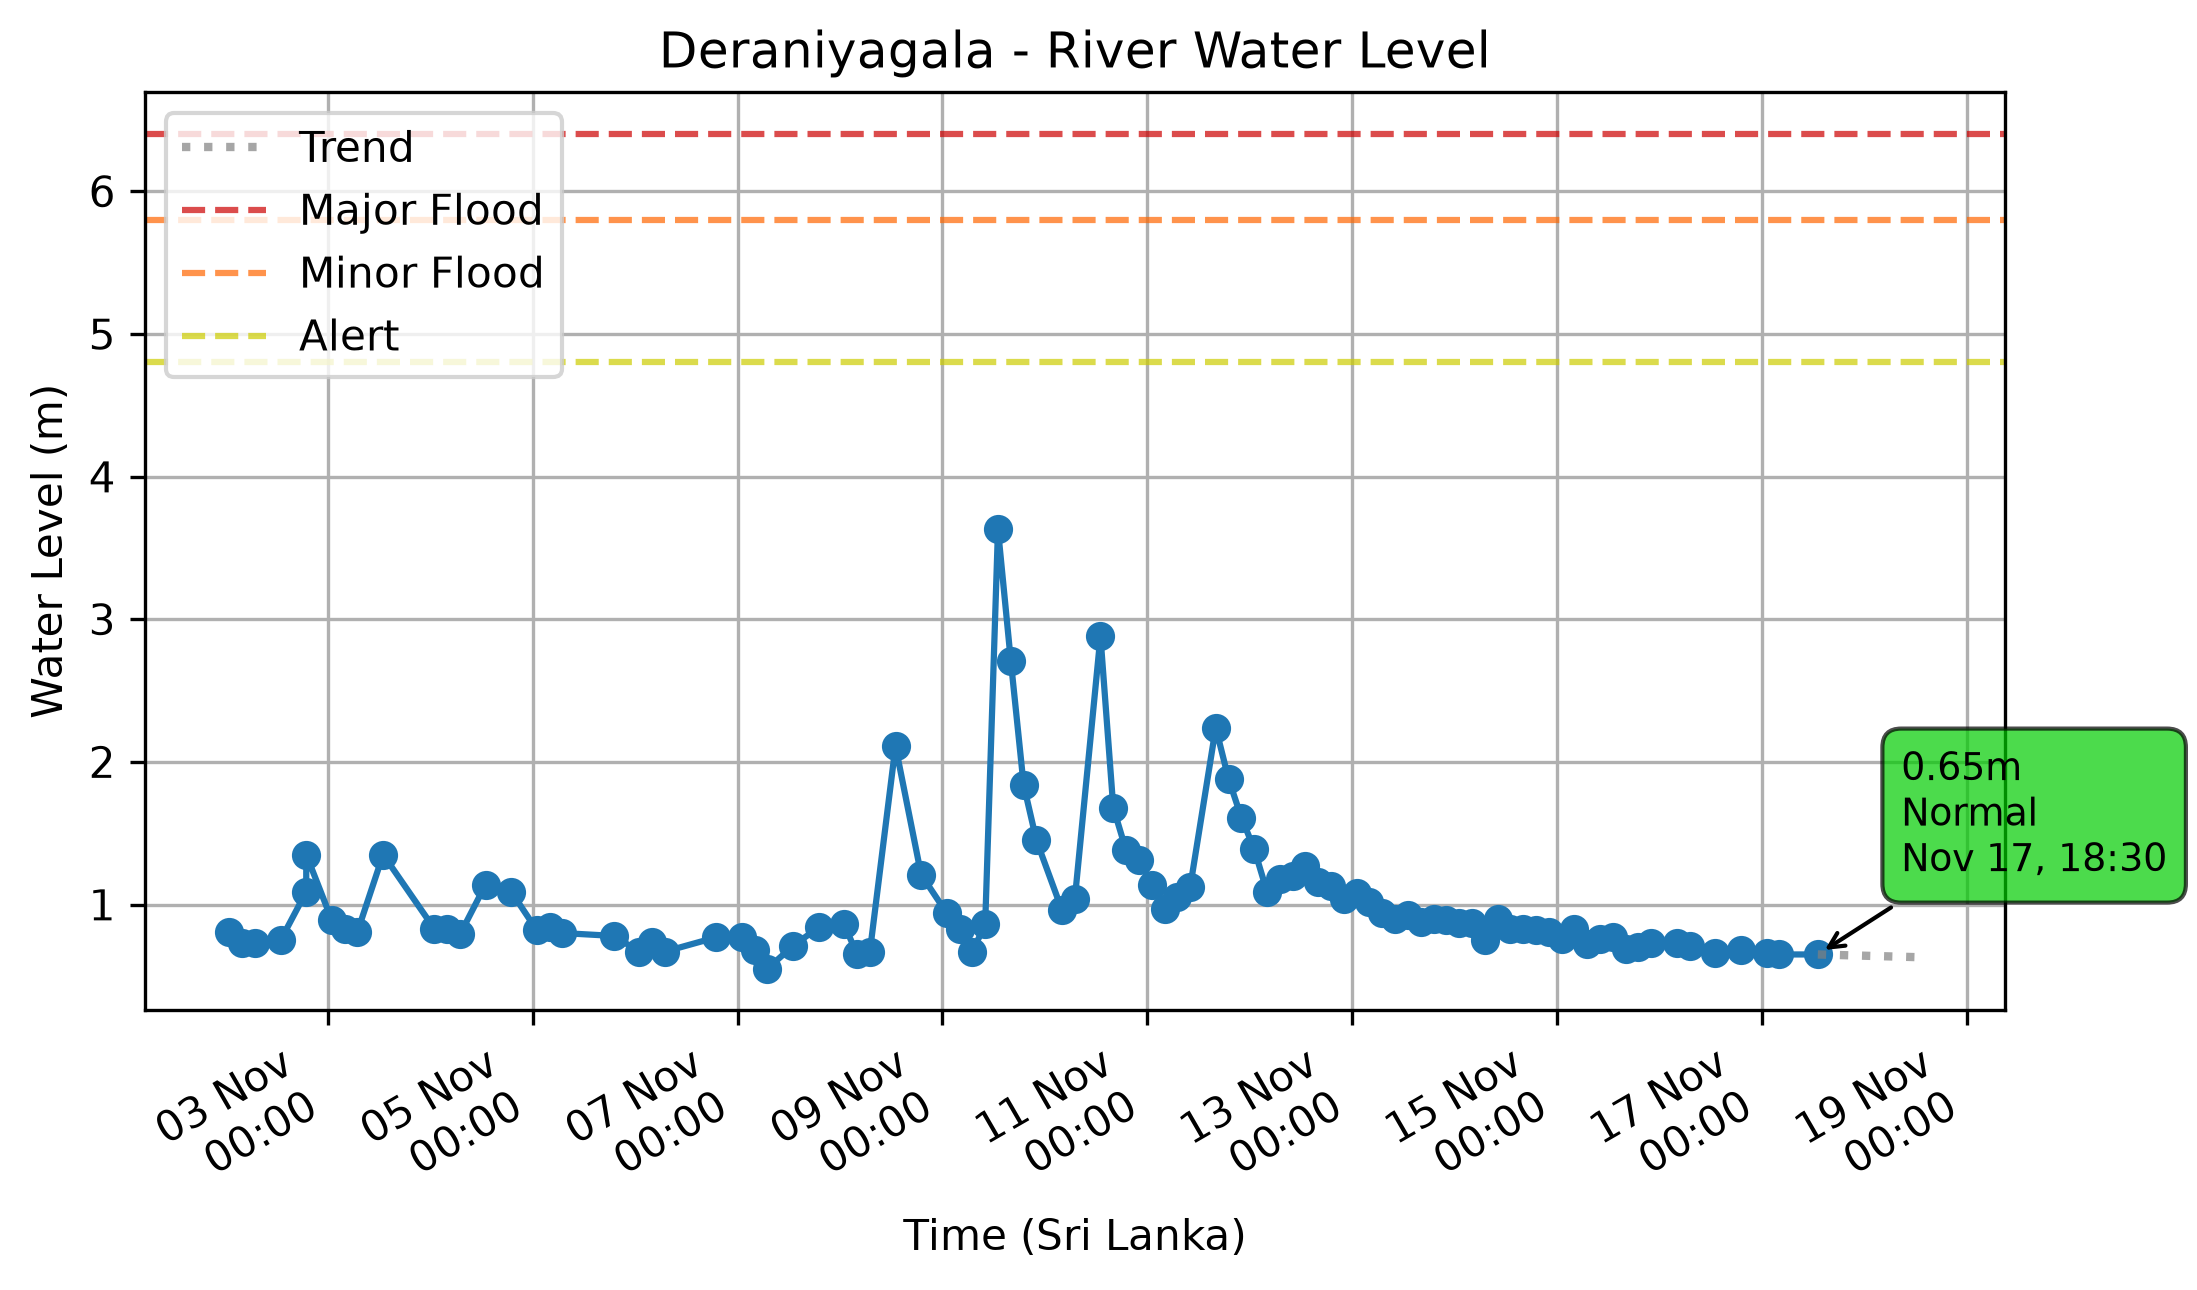 Deraniyagala - River Water Level
Trend
Major Flood
Minor Flood
Alert
6
5
4
3
2
1
Water Level (m)
0.65m
Normal
Nov 17, 18:30
03 Nov
00:00
05 Nov
00:00
07 Nov
00:00
09 Nov
00:00
11 Nov
00:00
13 Nov
00:00
15 Nov
00:00
17 Nov
00:00
19 Nov
00:00
Time (Sri Lanka)